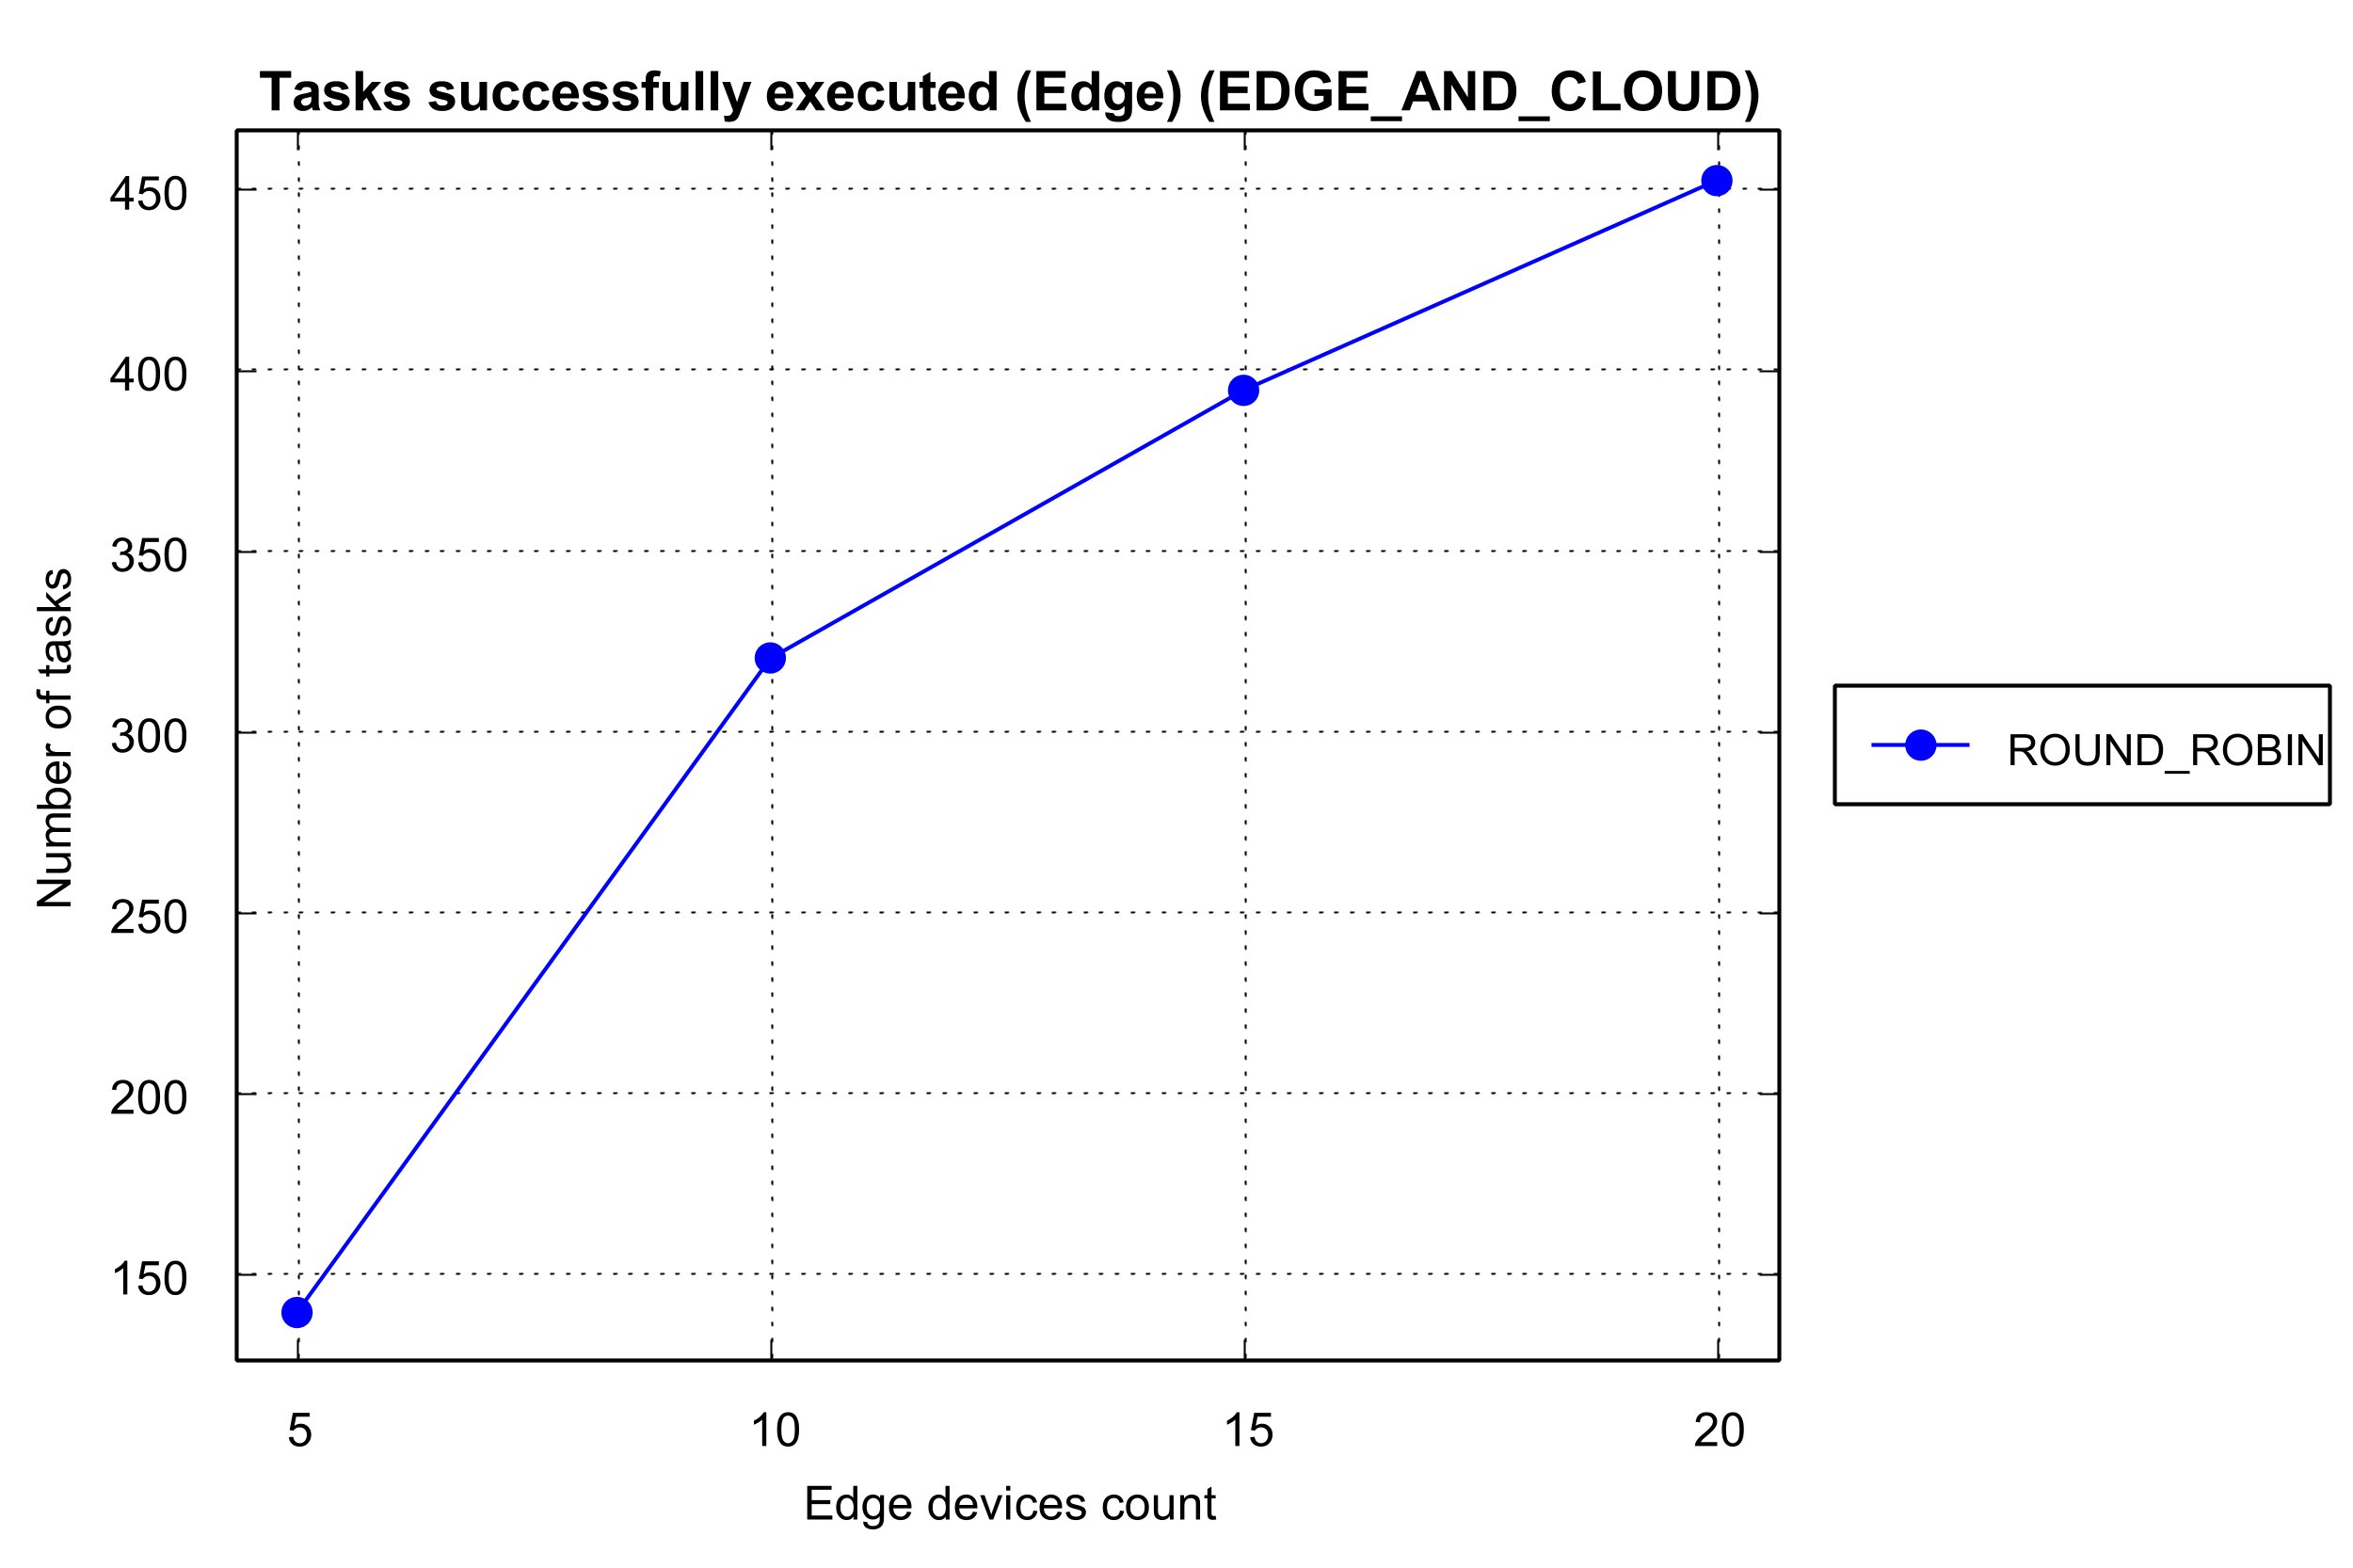 Tasks successfully executed (Edge) (EDGE_AND_CLOUD)
450
400
350
300
250
200
150
Number of tasks
5 10 15 20
Edge devices count
ROUND_ROBIN